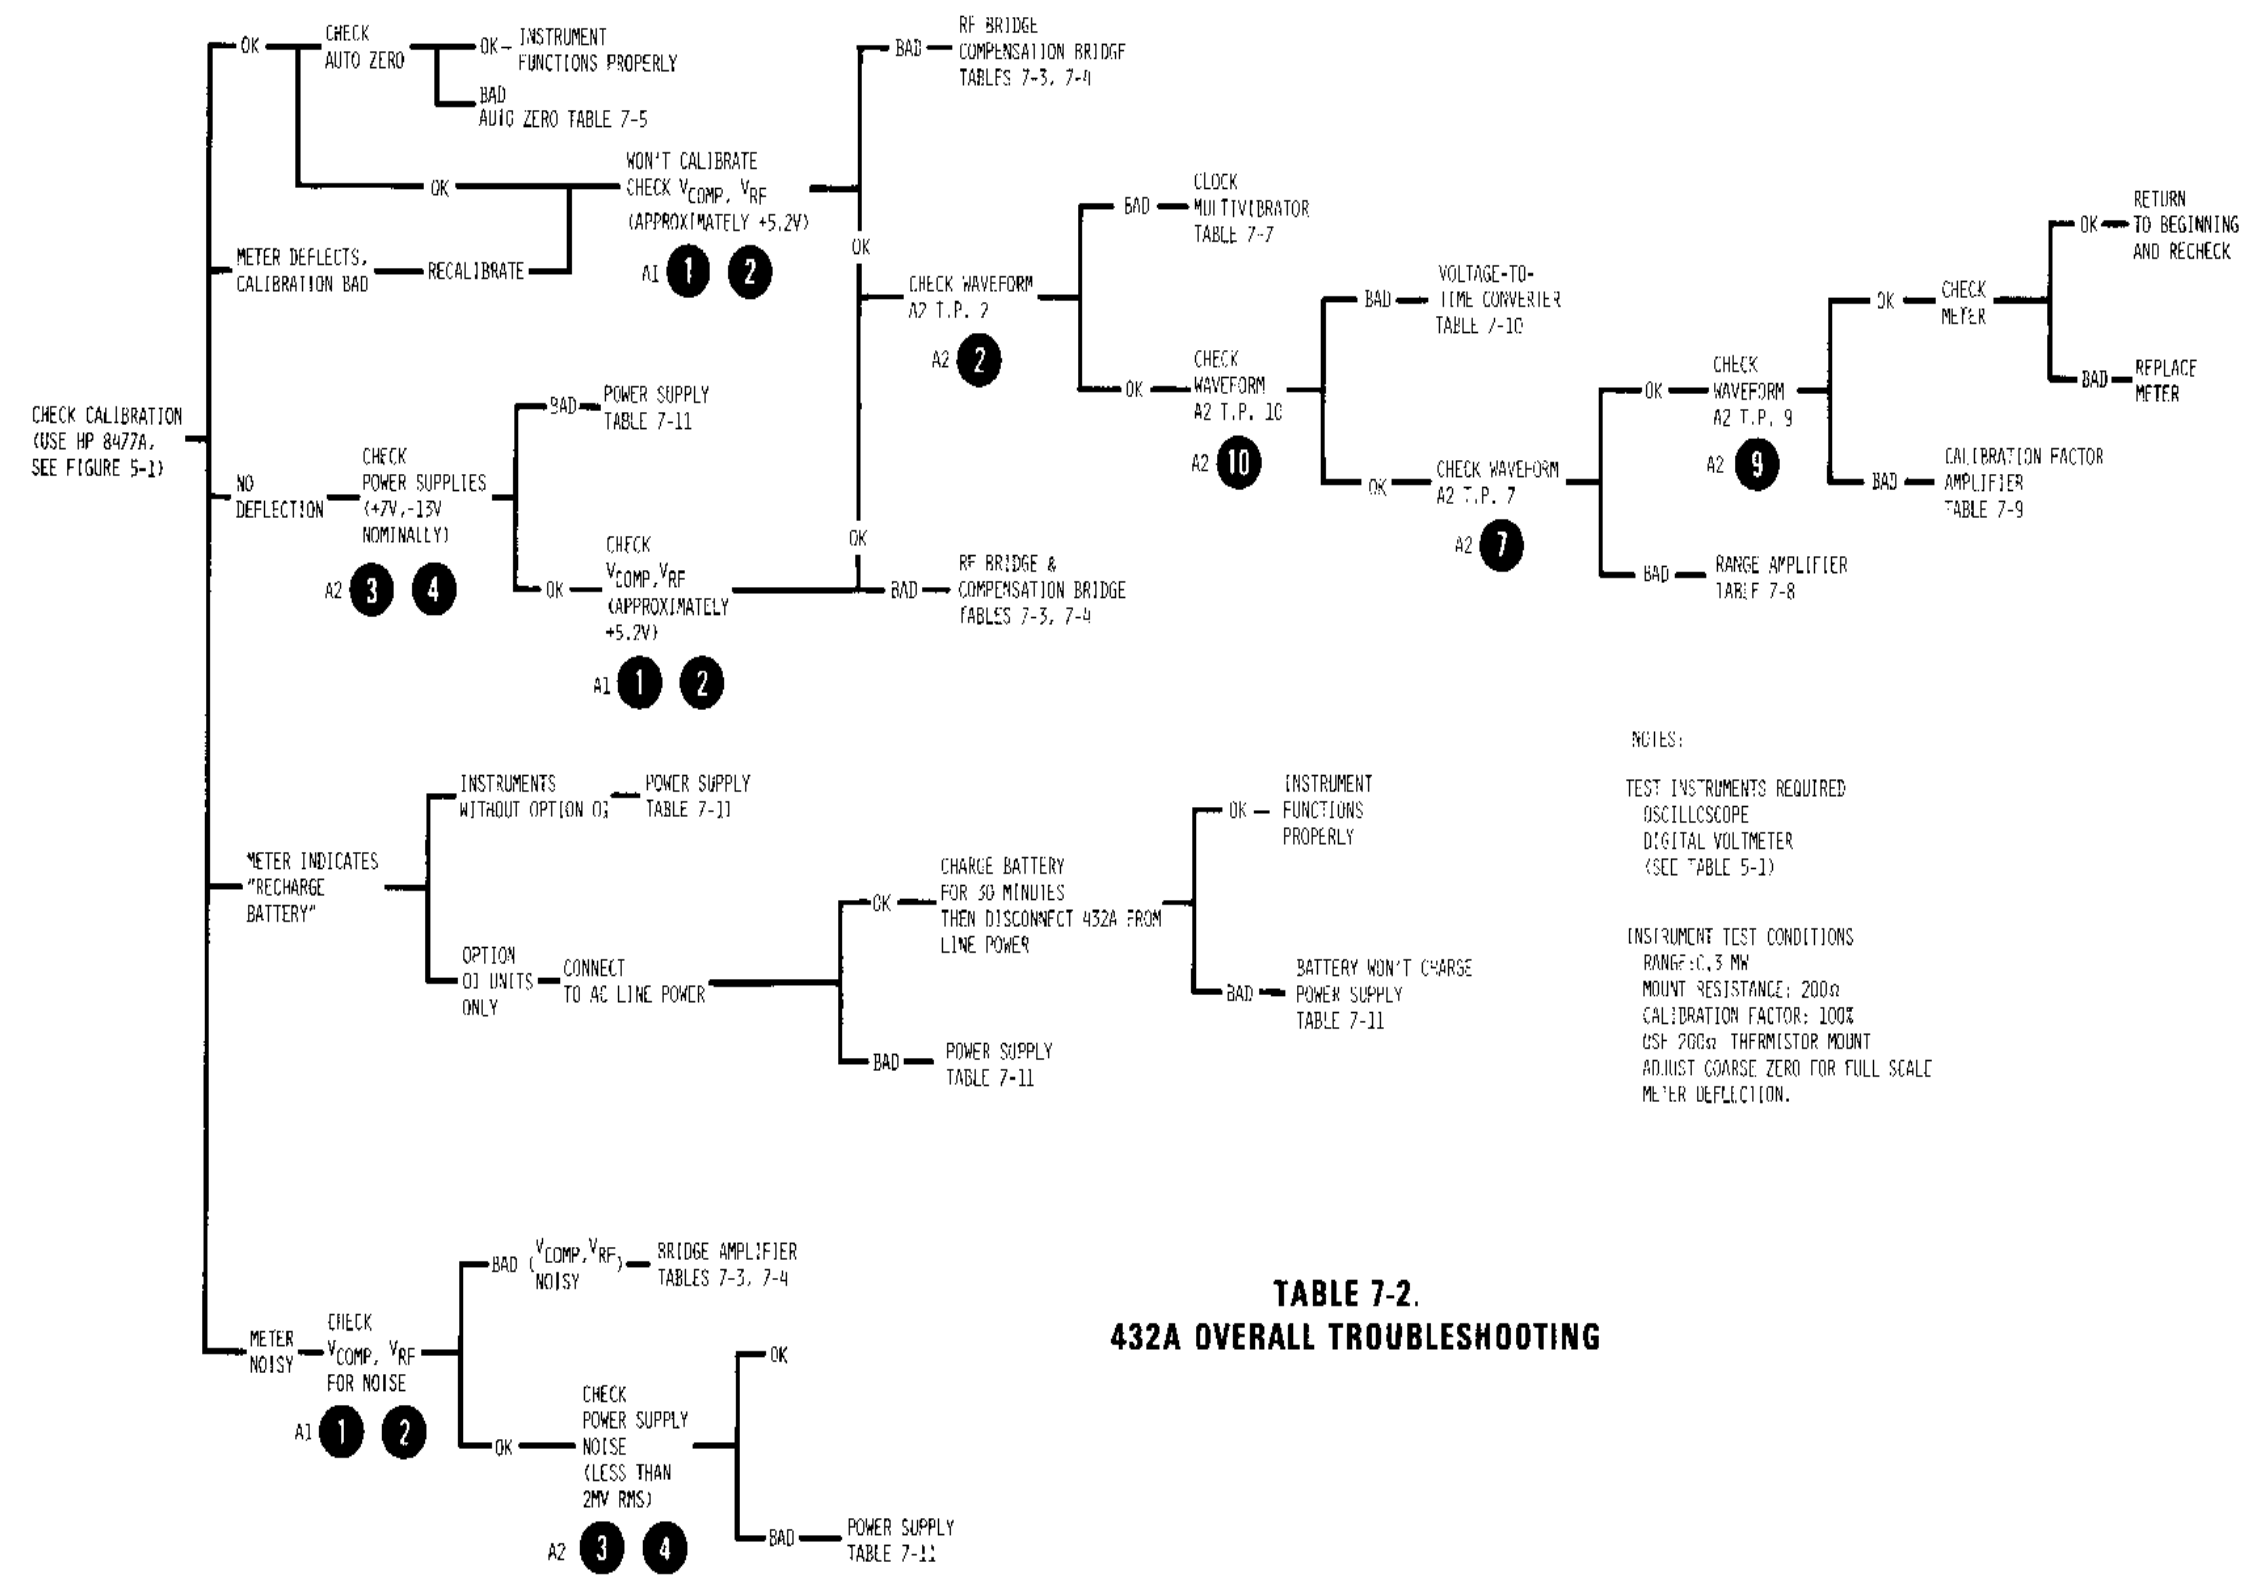 OK
CHECK
AUTO ZERO
OK
INSTRUMENT
FUNCTIONS PROPERLY
BAD
AUTO ZERO TABLE 7-5
OK
WON'T CALIBRATE
CHECK VCOMP, VRF
(APPROXIMATELY +5.2V)
A1 1 2
METER DEFLECTS,
CALIBRATION BAD
RECALIBRATE
BAD
RF BRIDGE
COMPENSATION BRIDGE
TABLES 7-3, 7-4
OK
CHECK WAVEFORM
A2 T.P. 2
A2 2
BAD
CLOCK
MULTIVIBRATOR
TABLE 7-7
OK
CHECK
WAVEFORM
A2 T.P. 10
A2 10
BAD
VOLTAGE-TO-
TIME CONVERTER
TABLE 7-10
OK
CHECK WAVEFORM
A2 T.P. 7
A2 7
OK
CHECK
WAVEFORM
A2 T.P. 9
A2 9
BAD
RANGE AMPLIFIER
TABLE 7-8
OK
CHECK
METER
OK
RETURN
TO BEGINNING
AND RECHECK
BAD
REPLACE
METER
BAD
CALIBRATION FACTOR
AMPLIFIER
TABLE 7-9
CHECK CALIBRATION
(USE HP 8477A,
SEE FIGURE 5-1)
NO
DEFLECTION
CHECK
POWER SUPPLIES
(+7V,-13V
NOMINALLY)
A2 3 4
BAD
POWER SUPPLY
TABLE 7-11
OK
CHECK
VCOMP,VRF
(APPROXIMATELY
+5.2V)
A1 1 2
OK
BAD
RF BRIDGE &
COMPENSATION BRIDGE
TABLES 7-3, 7-4
METER INDICATES
"RECHARGE
BATTERY"
INSTRUMENTS
WITHOUT OPTION 01
POWER SUPPLY
TABLE 7-11
OPTION
01 UNITS
ONLY
CONNECT
TO AC LINE POWER
OK
CHARGE BATTERY
FOR 30 MINUTES
THEN DISCONNECT 432A FROM
LINE POWER
OK
INSTRUMENT
FUNCTIONS
PROPERLY
BAD
BATTERY WON'T CHARGE
POWER SUPPLY
TABLE 7-11
BAD
POWER SUPPLY
TABLE 7-11
NOTES:
TEST INSTRUMENTS REQUIRED
OSCILLOSCOPE
DIGITAL VOLTMETER
(SEE TABLE 5-1)
INSTRUMENT TEST CONDITIONS
RANGE:0.3 MW
MOUNT RESISTANCE: 200Ω
CALIBRATION FACTOR: 100%
USE 200Ω THERMISTOR MOUNT
ADJUST COARSE ZERO FOR FULL SCALE
METER DEFLECTION.
METER
NOISY
CHECK
VCOMP, VRF
FOR NOISE
A1 1 2
BAD
(VCOMP,VRF)
NOISY
BRIDGE AMPLIFIER
TABLES 7-3, 7-4
OK
CHECK
POWER SUPPLY
NOISE
(LESS THAN
2MV RMS)
A2 3 4
OK
BAD
POWER SUPPLY
TABLE 7-11
TABLE 7-2.
432A OVERALL TROUBLESHOOTING